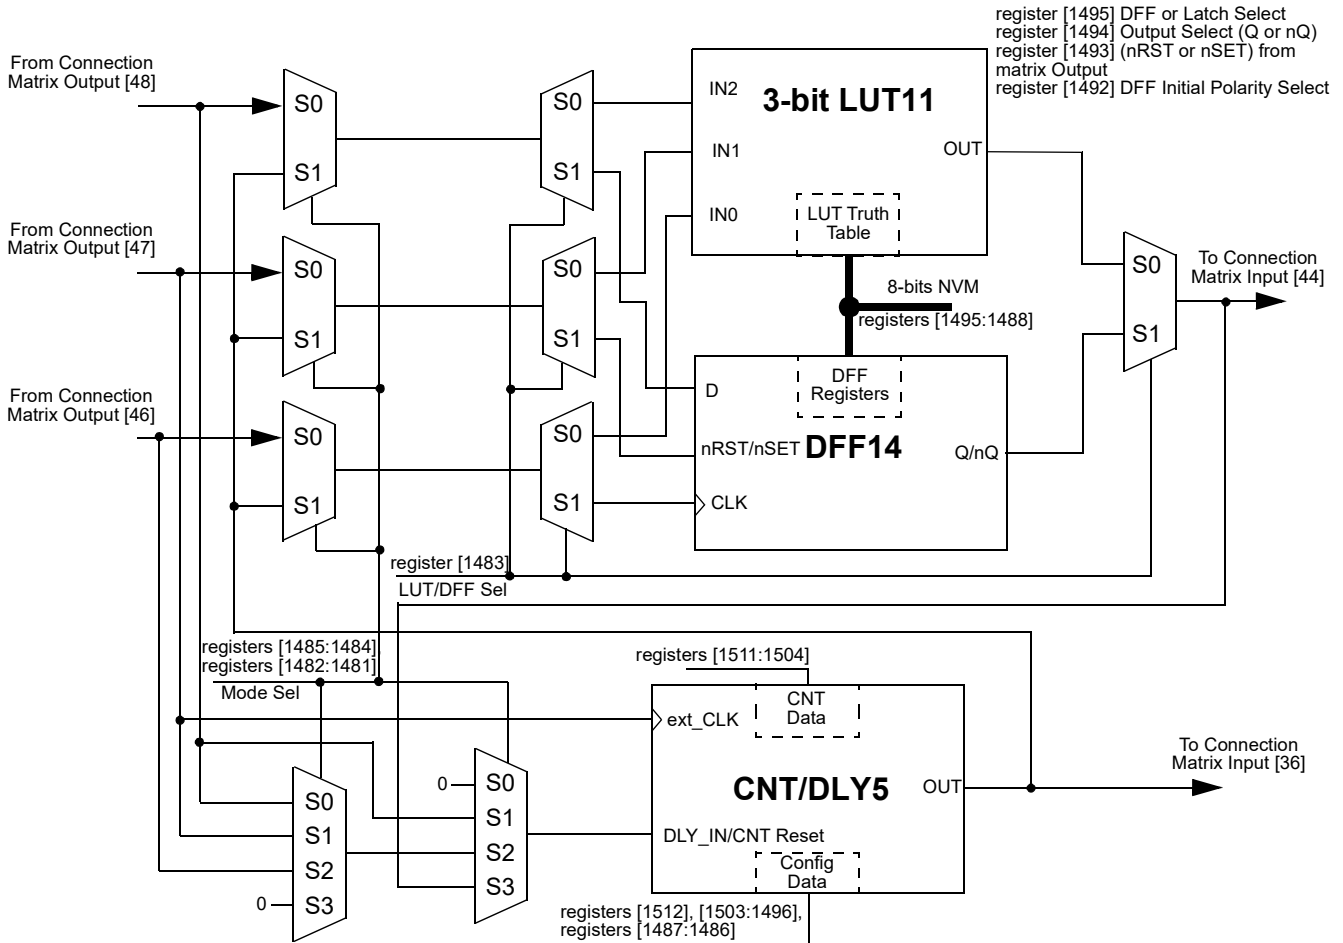 register [1495] DFF or Latch Select
register [1494] Output Select (Q or nQ)
register [1493] (nRST or nSET) from
matrix Output
register [1492] DFF Initial Polarity Select
From Connection
Matrix Output [48]
S0
S1
S0
S1
IN2
3-bit LUT11
IN1
OUT
IN0
LUT Truth
Table
From Connection
Matrix Output [47]
S0
S1
S0
S1
8-bits NVM
registers [1495:1488]
S0
S1
To Connection
Matrix Input [44]
From Connection
Matrix Output [46]
S0
S1
S0
S1
DFF
Registers
D
nRST/nSET
DFF14
Q/nQ
CLK
register [1483]
LUT/DFF Sel
registers [1485:1484],
registers [1482:1481]
Mode Sel
registers [1511:1504]
CNT
Data
ext_CLK
CNT/DLY5
OUT
To Connection
Matrix Input [36]
DLY_IN/CNT Reset
Config
Data
0
S0
S1
S2
S3
S0
S1
S2
0
S3
registers [1512], [1503:1496],
registers [1487:1486]